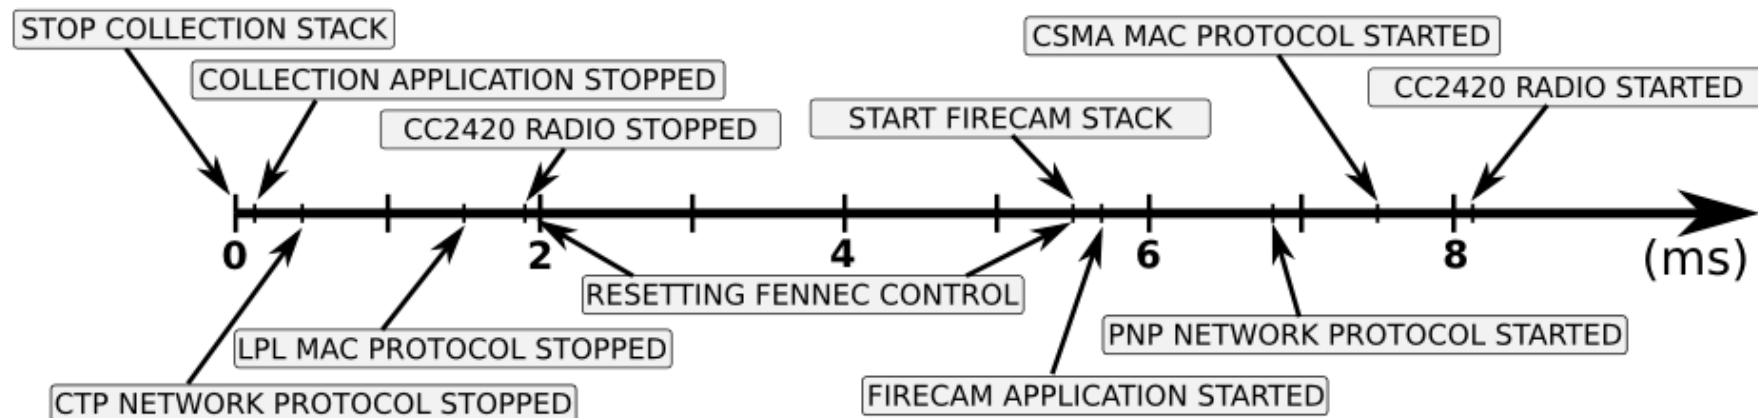 STOP COLLECTION STACK
CSMA MAC PROTOCOL STARTED
COLLECTION APPLICATION STOPPED
CC2420 RADIO STARTED
CC2420 RADIO STOPPED
START FIRECAM STACK
0 2 4 6 8 (ms)
RESETTING FENNEC CONTROL
PNP NETWORK PROTOCOL STARTED
LPL MAC PROTOCOL STOPPED
FIRECAM APPLICATION STARTED
CTP NETWORK PROTOCOL STOPPED